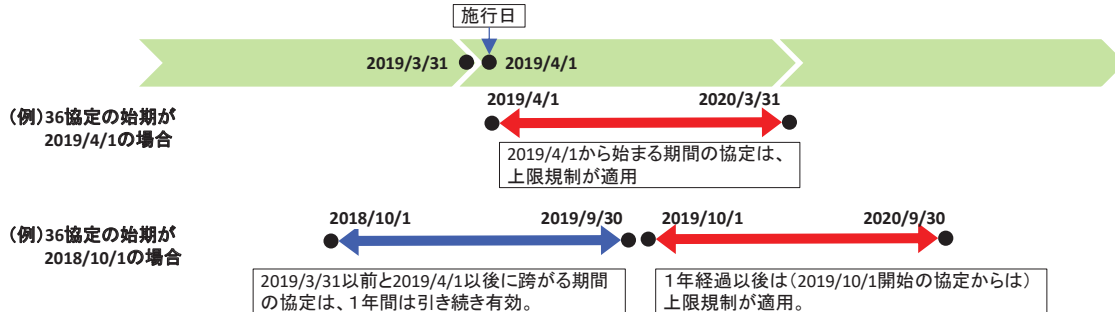 施行日
2019/3/31
2019/4/1
(例)36協定の始期が
2019/4/1の場合
2019/4/1
2020/3/31
2019/4/1から始まる期間の協定は、
上限規制が適用
(例)36協定の始期が
2018/10/1の場合
2018/10/1
2019/9/30
2019/10/1
2020/9/30
2019/3/31以前と2019/4/1以後に跨がる期間
の協定は、1年間は引き続き有効。
1年経過以後は(2019/10/1開始の協定からは)
上限規制が適用。